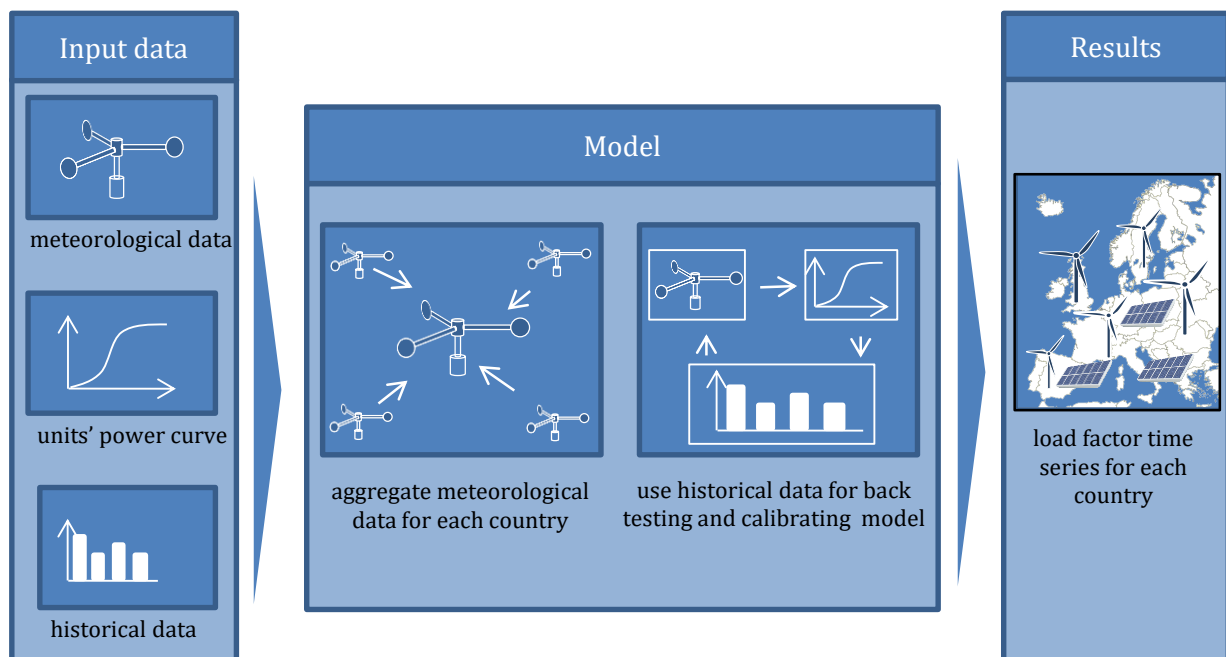 Input data
meteorological data
units’ power curve
historical data
Model
aggregate meteorological
data for each country
use historical data for back
testing and calibrating model
Results
load factor time
series for each
country